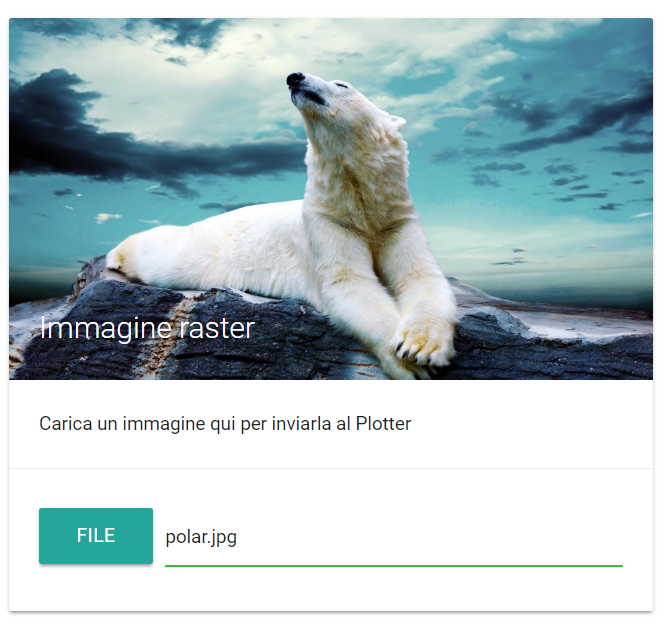 Immagine raster
Carica un immagine qui per inviarla al Plotter
FILE
polar.jpg